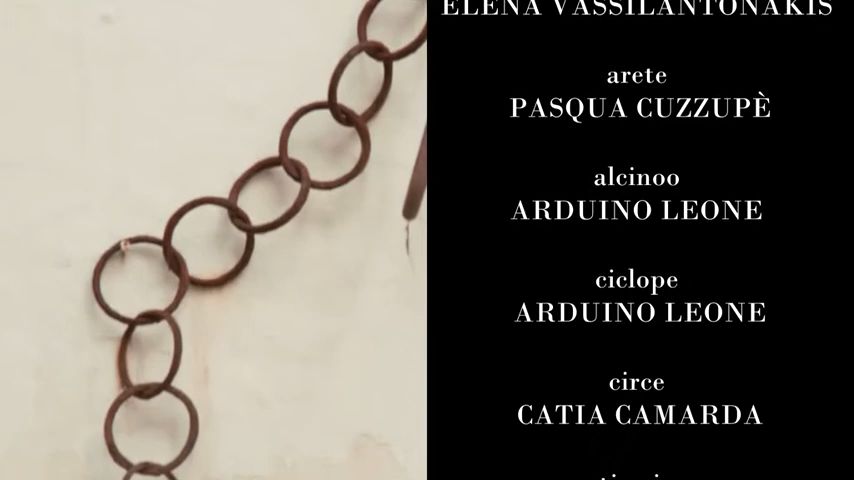 ELENA VASSILANTONAKIS
arete
PASQUA CUZZUPÈ
alcinoo
ARDUINO LEONE
ciclope
ARDUINO LEONE
circe
CATIA CAMARDA